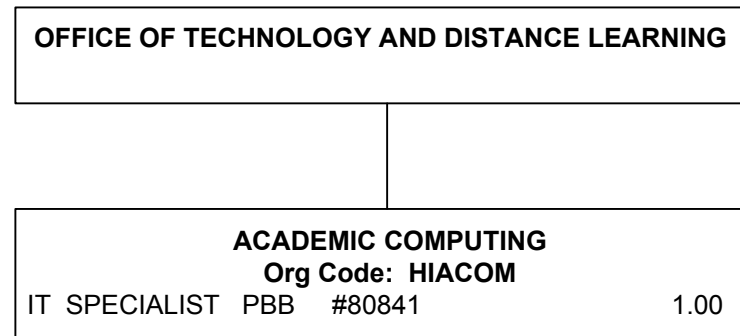 OFFICE OF TECHNOLOGY AND DISTANCE LEARNING
ACADEMIC COMPUTING
Org Code: HIACOM
IT SPECIALIST PBB #80841 1.00